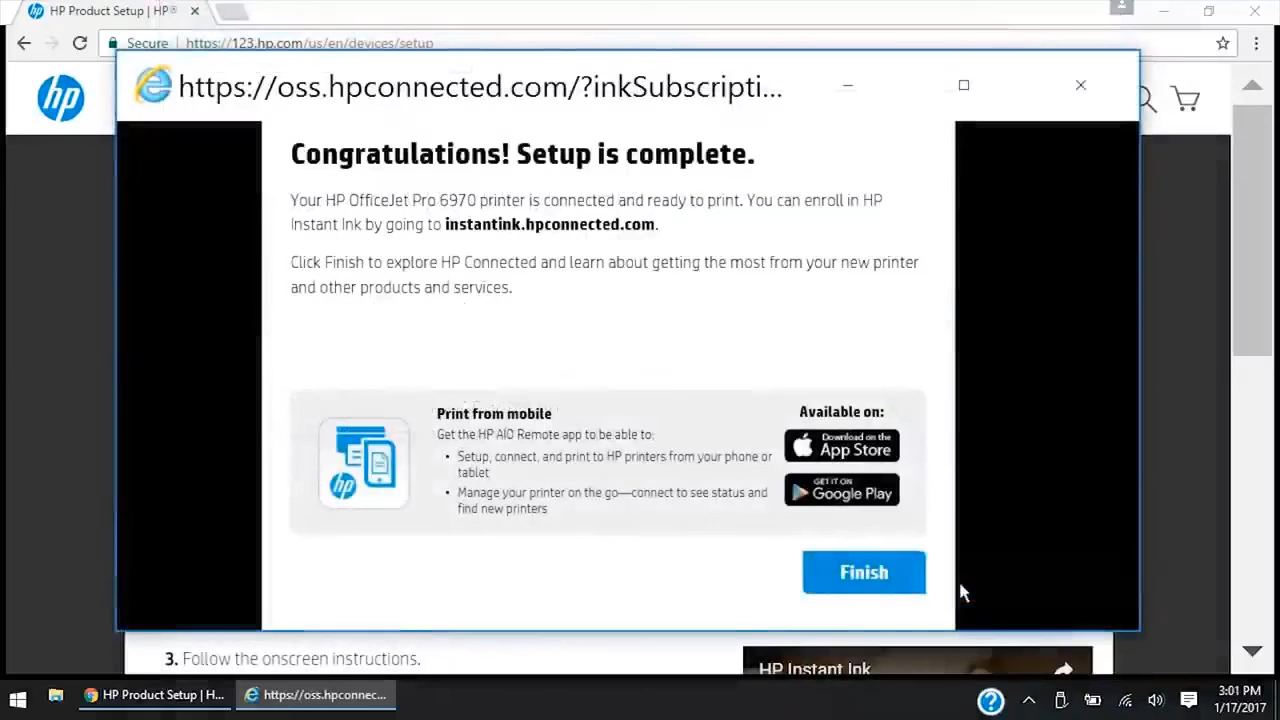 HP Product Setup | HP®
Secure https://123.hp.com/us/en/devices/setup
hp
https://oss.hpconnected.com/?inkSubscripti...
Congratulations! Setup is complete.
Your HP OfficeJet Pro 6970 printer is connected and ready to print. You can enroll in HP
Instant Ink by going to instantink.hpconnected.com.
Click Finish to explore HP Connected and learn about getting the most from your new printer
and other products and services.
Print from mobile
Get the HP AIO Remote app to be able to:
• Setup, connect, and print to HP printers from your phone or
tablet
• Manage your printer on the go—connect to see status and
find new printers
hp
Available on:
Download on the
App Store
GET IT ON
Google Play
Finish
3. Follow the onscreen instructions.
HP Instant Ink
HP Product Setup | H...
https://oss.hpconnec...
3:01 PM
1/17/2017